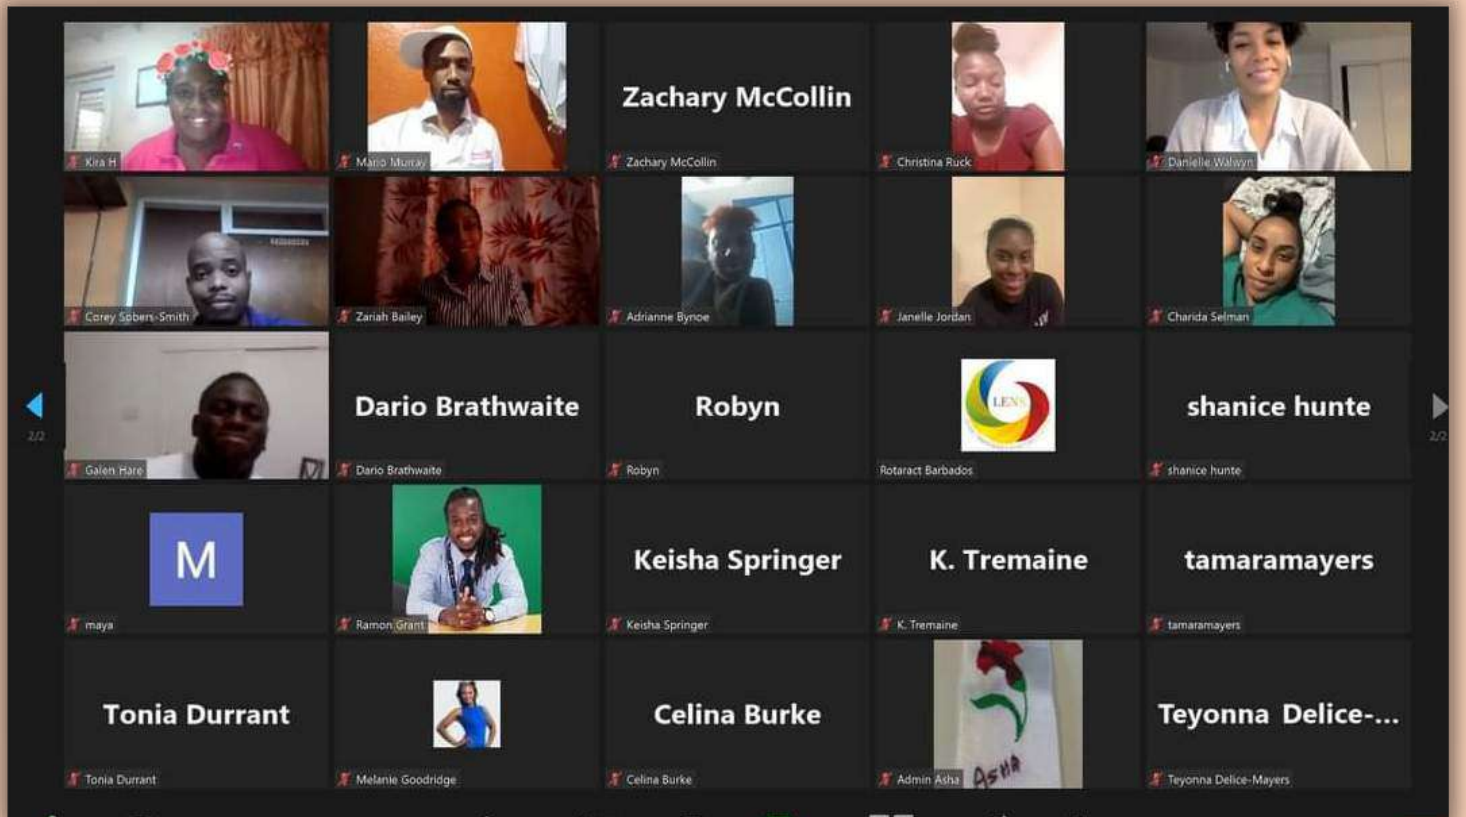 Kira H
Mario Murray
Zachary McCollin
Zachary McCollin
Christina Ruck
Danielle Walwyn
Corey Sobers-Smith
Zariah Bailey
Adrianne Bynoe
Janelle Jordan
Charida Selman
2/2
Galen Hare
Dario Brathwaite
Dario Brathwaite
Robyn
Robyn
LENS
Rotaract Barbados
shanice hunte
shanice hunte
2/2
M
maya
Ramon Grant
Keisha Springer
Keisha Springer
K. Tremaine
K. Tremaine
tamaramayers
tamaramayers
Tonia Durrant
Tonia Durrant
Melanie Goodridge
Celina Burke
Celina Burke
Asha
Admin Asha
Teyonna Delice-...
Teyonna Delice-Mayers